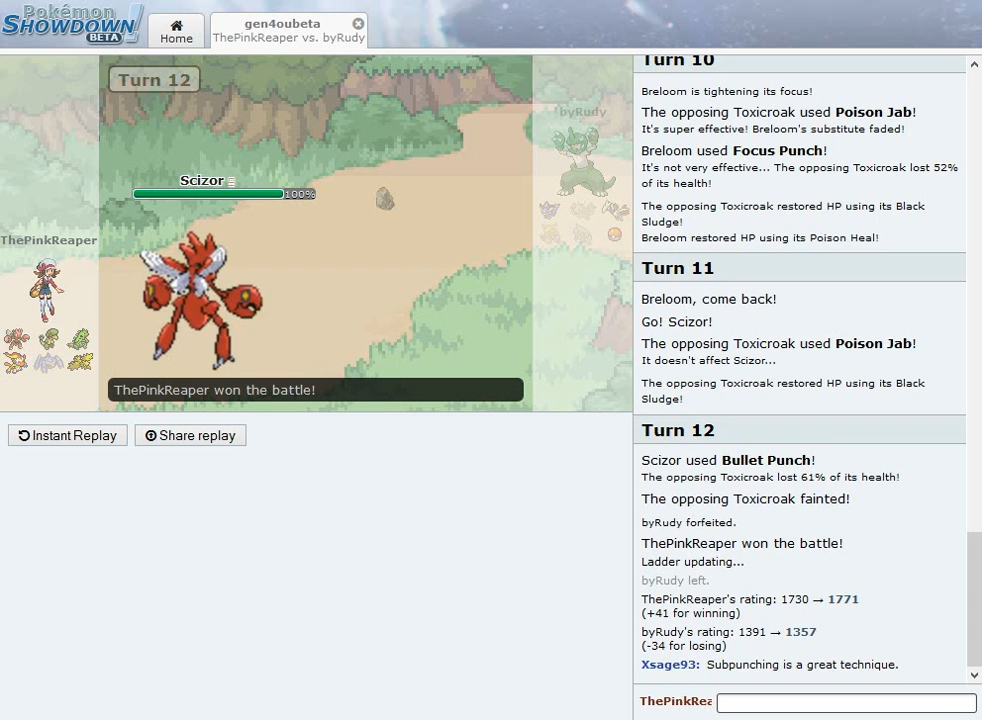 Pokémon
SHOWDOWN!
BETA
Home
gen4oubeta
ThePinkReaper vs. byRudy
Turn 12
byRudy
Scizor
100%
ThePinkReaper
ThePinkReaper won the battle!
Instant Replay
Share replay
Turn 10
Breloom is tightening its focus!
The opposing Toxicroak used Poison Jab!
It's super effective! Breloom's substitute faded!
Breloom used Focus Punch!
It's not very effective... The opposing Toxicroak lost 52%
of its health!
The opposing Toxicroak restored HP using its Black
Sludge!
Breloom restored HP using its Poison Heal!
Turn 11
Breloom, come back!
Go! Scizor!
The opposing Toxicroak used Poison Jab!
It doesn't affect Scizor...
The opposing Toxicroak restored HP using its Black
Sludge!
Turn 12
Scizor used Bullet Punch!
The opposing Toxicroak lost 61% of its health!
The opposing Toxicroak fainted!
byRudy forfeited.
ThePinkReaper won the battle!
Ladder updating...
byRudy left.
ThePinkReaper's rating: 1730 → 1771
(+41 for winning)
byRudy's rating: 1391 → 1357
(-34 for losing)
Xsage93: Subpunching is a great technique.
ThePinkRea